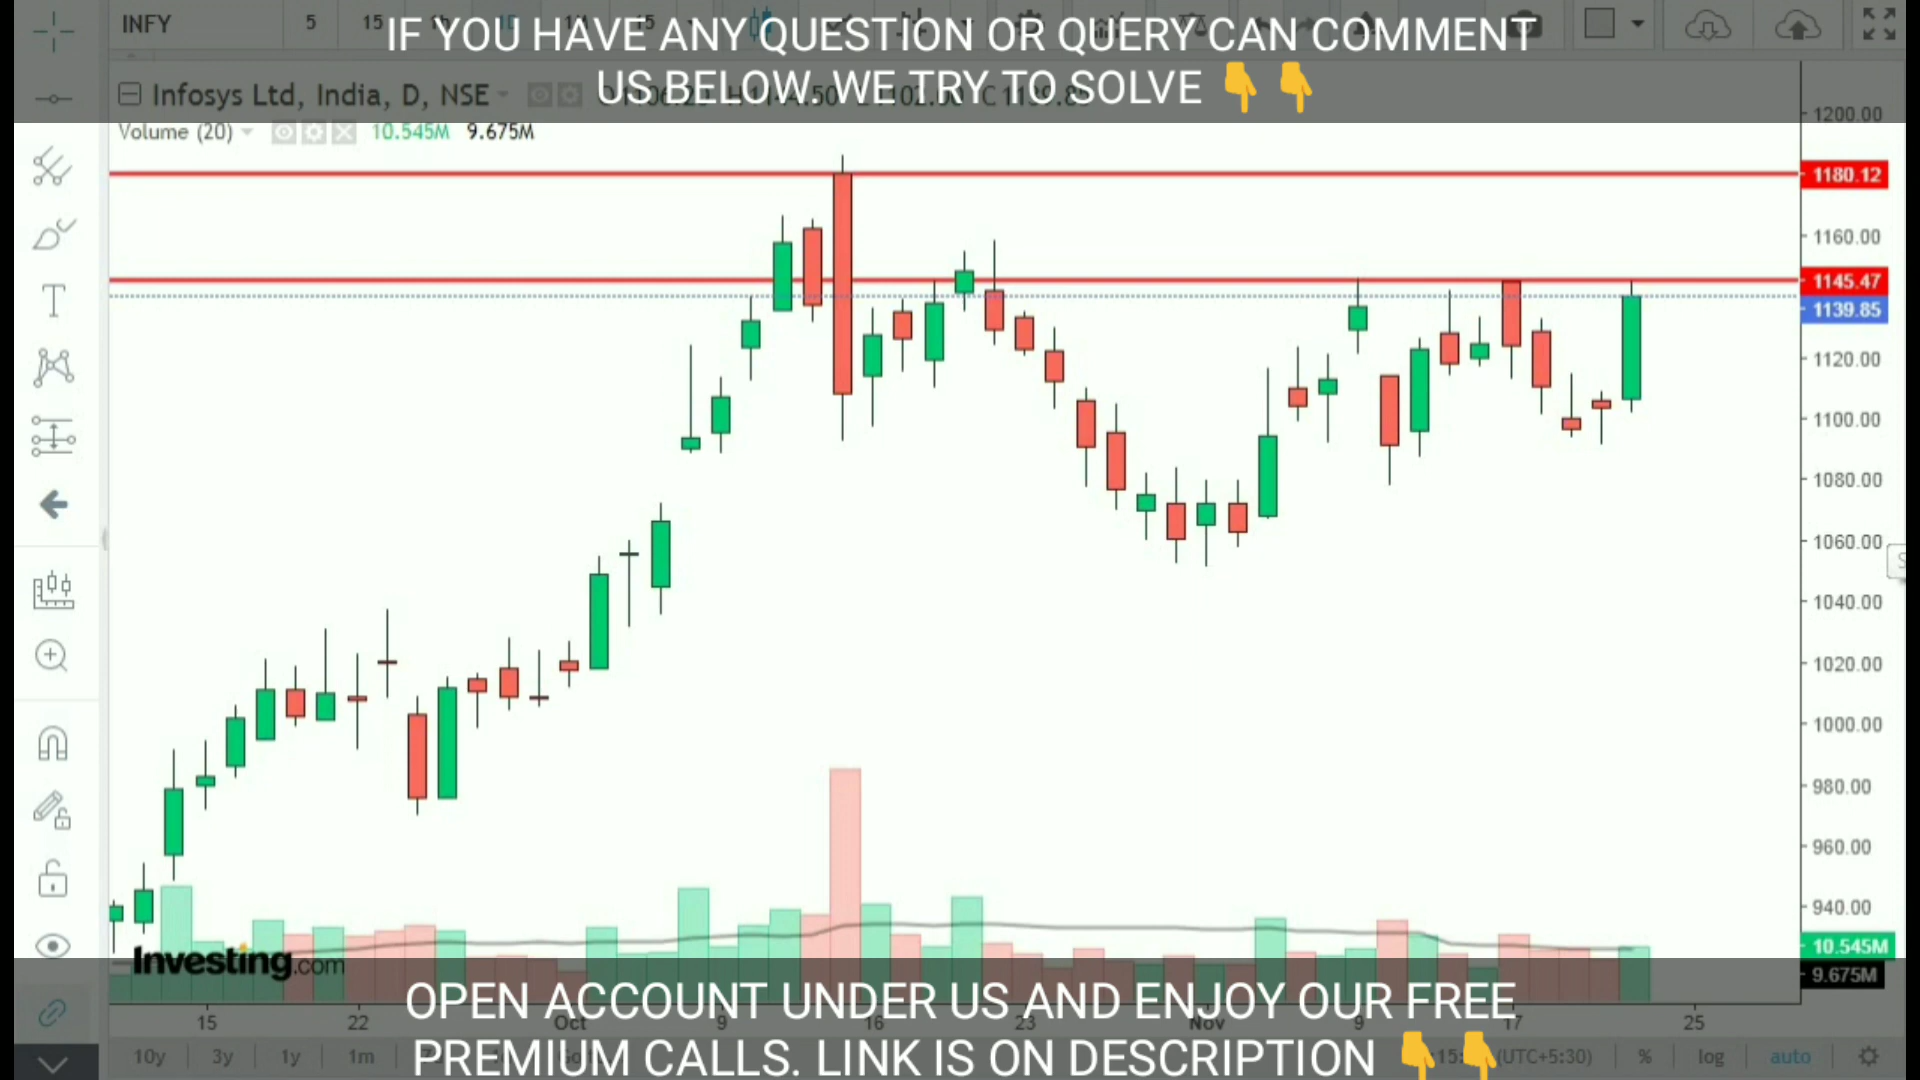 INFY 5 15 15
IF YOU HAVE ANY QUESTION OR QUERY CAN COMMENT
US BELOW. WE TRY TO SOLVE 👇 👇
Infosys Ltd, India, D, NSE
Volume (20) 10.545M 9.675M
1200.00
1180.12
1160.00
1145.47
1139.85
1120.00
1100.00
1080.00
1060.00
1040.00
1020.00
1000.00
980.00
960.00
940.00
10.545M
9.675M
Investing.com
OPEN ACCOUNT UNDER US AND ENJOY OUR FREE
PREMIUM CALLS. LINK IS ON DESCRIPTION 👇 👇
15 22 Oct 9 16 23 Nov 9 17 25
10y 3y 1y 1m (UTC+5:30) % log auto